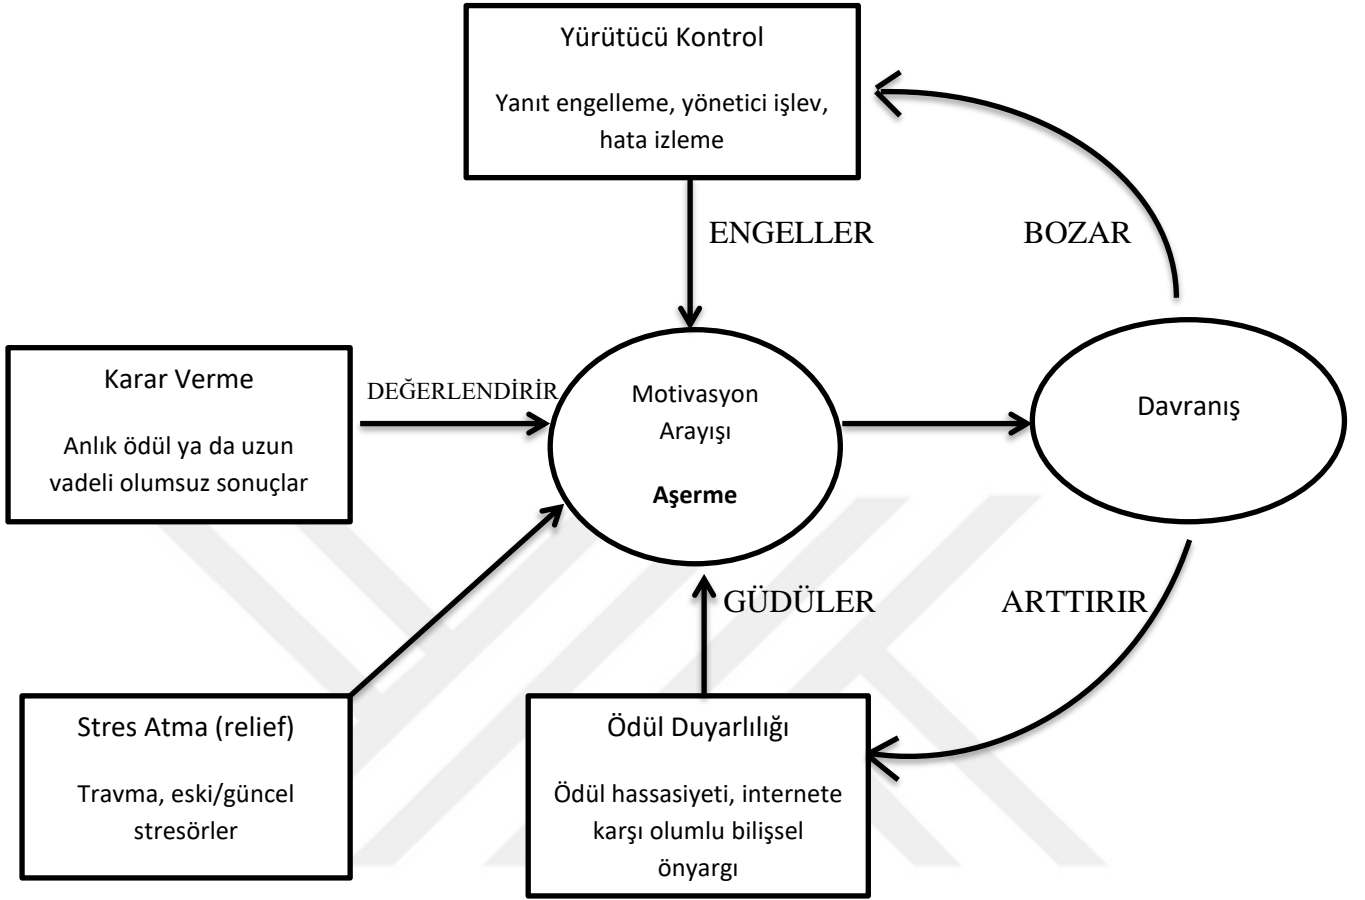 Yürütücü Kontrol
Yanıt engelleme, yönetici işlev,
hata izleme
ENGELLER
BOZAR
Karar Verme
Anlık ödül ya da uzun
vadeli olumsuz sonuçlar
DEĞERLENDİRİR
Motivasyon
Arayışı
Aşerme
Davranış
GÜDÜLER
ARTTIRIR
Stres Atma (relief)
Travma, eski/güncel
stresörler
Ödül Duyarlılığı
Ödül hassasiyeti, internete
karşı olumlu bilişsel
önyargı